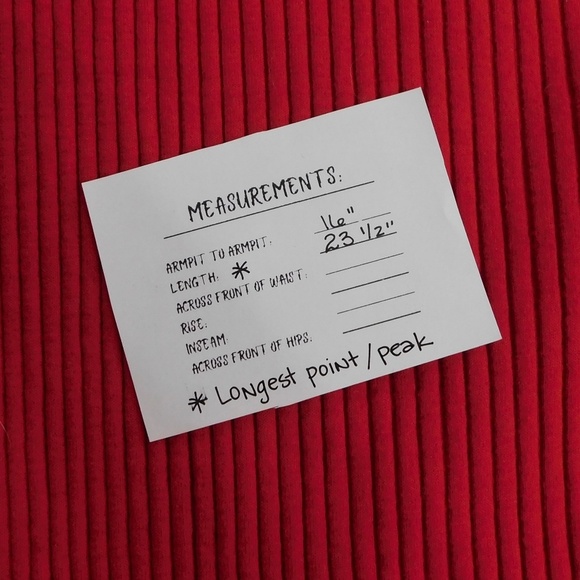 MEASUREMENTS:
ARMPIT TO ARMPIT: 16"
LENGTH: * 23 1/2"
ACROSS FRONT OF WAIST:
RISE:
INSEAM:
ACROSS FRONT OF HIPS:
* Longest point/peak